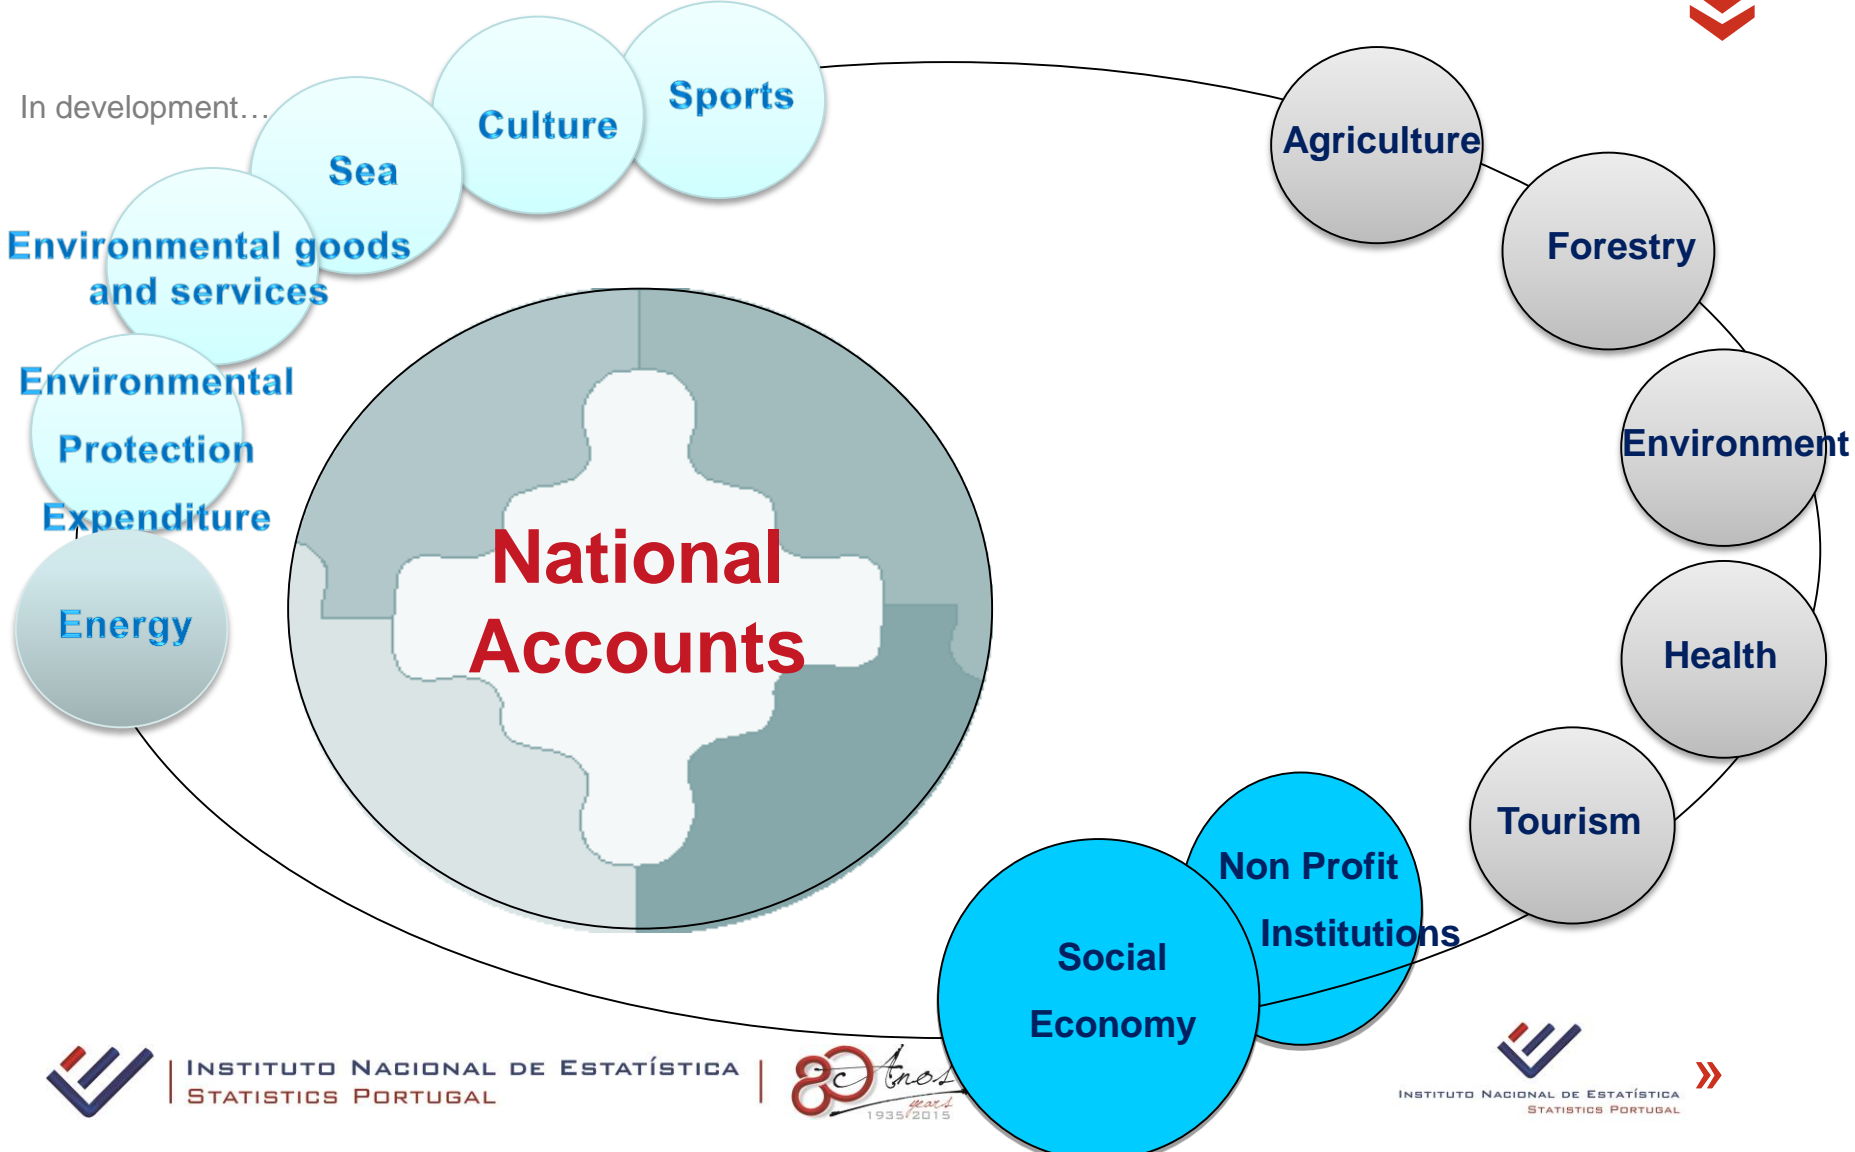 In development…
Sports
Culture
Sea
Environmental goods
and services
Environmental
Protection
Expenditure
Energy
National
Accounts
Agriculture
Forestry
Environment
Health
Tourism
Non Profit
Institutions
Social
Economy
INSTITUTO NACIONAL DE ESTATÍSTICA
STATISTICS PORTUGAL
80 Anos
years
1935 2015
INSTITUTO NACIONAL DE ESTATÍSTICA
STATISTICS PORTUGAL